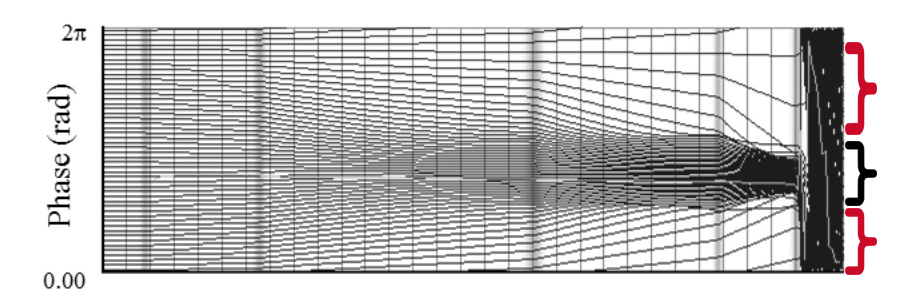 2π
Phase (rad)
0.00